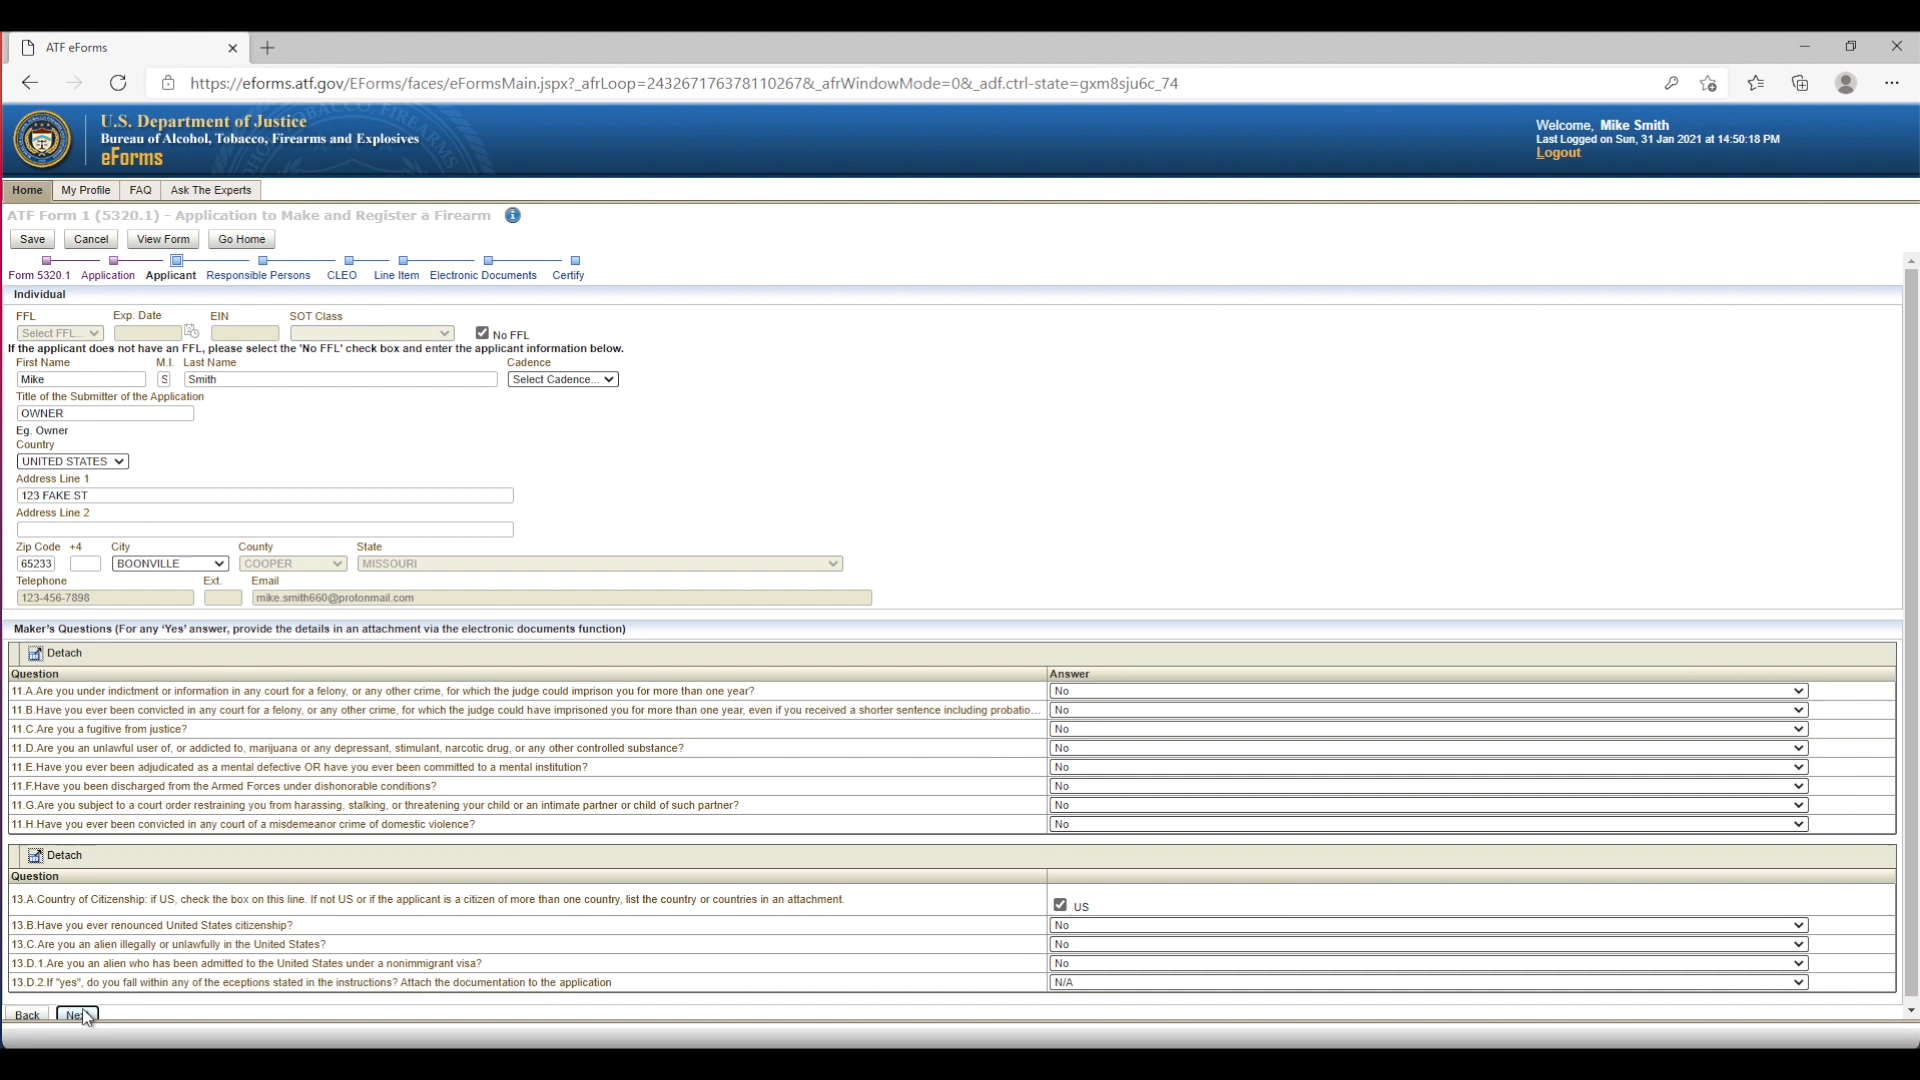 ATF eForms
https://eforms.atf.gov/EForms/faces/eFormsMain.jspx?_afrLoop=243267176378110267&_afrWindowMode=0&_adf.ctrl-state=gxm8sju6c_74
U.S. Department of Justice
Bureau of Alcohol, Tobacco, Firearms and Explosives
eForms
Welcome, Mike Smith
Last Logged on Sun, 31 Jan 2021 at 14:50:18 PM
Logout
Home My Profile FAQ Ask The Experts
ATF Form 1 (5320.1) - Application to Make and Register a Firearm
Save Cancel View Form Go Home
Form 5320.1 Application Applicant Responsible Persons CLEO Line Item Electronic Documents Certify
Individual
FFL Exp. Date EIN SOT Class
Select FFL... No FFL
If the applicant does not have an FFL, please select the 'No FFL' check box and enter the applicant information below.
First Name M.I. Last Name Cadence
Mike S Smith Select Cadence...
Title of the Submitter of the Application
OWNER
Eg. Owner
Country
UNITED STATES
Address Line 1
123 FAKE ST
Address Line 2
Zip Code +4 City County State
65233 BOONVILLE COOPER MISSOURI
Telephone Ext. Email
123-456-7898 mike.smith660@protonmail.com
Maker's Questions (For any 'Yes' answer, provide the details in an attachment via the electronic documents function)
Detach
Question Answer
11.A.Are you under indictment or information in any court for a felony, or any other crime, for which the judge could imprison you for more than one year? No
11.B.Have you ever been convicted in any court for a felony, or any other crime, for which the judge could have imprisoned you for more than one year, even if you received a shorter sentence including probatio... No
11.C.Are you a fugitive from justice? No
11.D.Are you an unlawful user of, or addicted to, marijuana or any depressant, stimulant, narcotic drug, or any other controlled substance? No
11.E.Have you ever been adjudicated as a mental defective OR have you ever been committed to a mental institution? No
11.F.Have you been discharged from the Armed Forces under dishonorable conditions? No
11.G.Are you subject to a court order restraining you from harassing, stalking, or threatening your child or an intimate partner or child of such partner? No
11.H.Have you ever been convicted in any court of a misdemeanor crime of domestic violence? No
Detach
Question
13.A.Country of Citizenship: if US, check the box on this line. If not US or if the applicant is a citizen of more than one country, list the country or countries in an attachment. US
13.B.Have you ever renounced United States citizenship? No
13.C.Are you an alien illegally or unlawfully in the United States? No
13.D.1.Are you an alien who has been admitted to the United States under a nonimmigrant visa? No
13.D.2.If "yes", do you fall within any of the eceptions stated in the instructions? Attach the documentation to the application N/A
Back Next